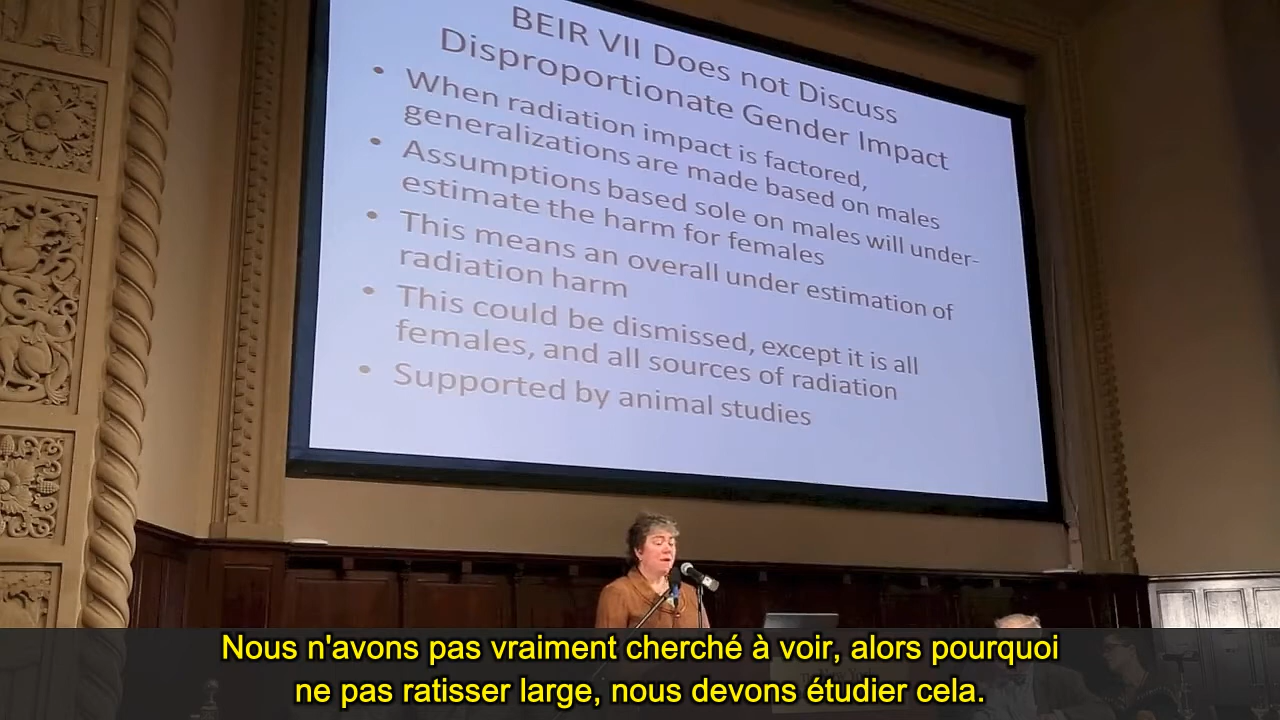 BEIR VII Does not Discuss
Disproportionate Gender Impact
• When radiation impact is factored,
generalizations are made based on males
• Assumptions based sole on males will under-
estimate the harm for females
• This means an overall under estimation of
radiation harm
• This could be dismissed, except it is all
females, and all sources of radiation
• Supported by animal studies
Nous n'avons pas vraiment cherché à voir, alors pourquoi
ne pas ratisser large, nous devons étudier cela.